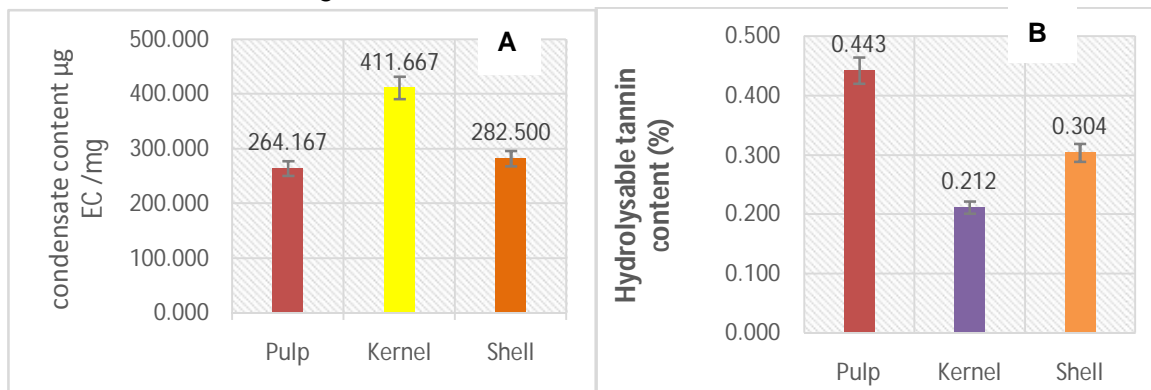 A
500.000
400.000
300.000
200.000
100.000
0.000
condensate content µg
EC /mg
264.167
411.667
282.500
Pulp Kernel Shell
B
0.500
0.400
0.300
0.200
0.100
0.000
Hydrolysable tannin
content (%)
0.443
0.212
0.304
Pulp Kernel Shell